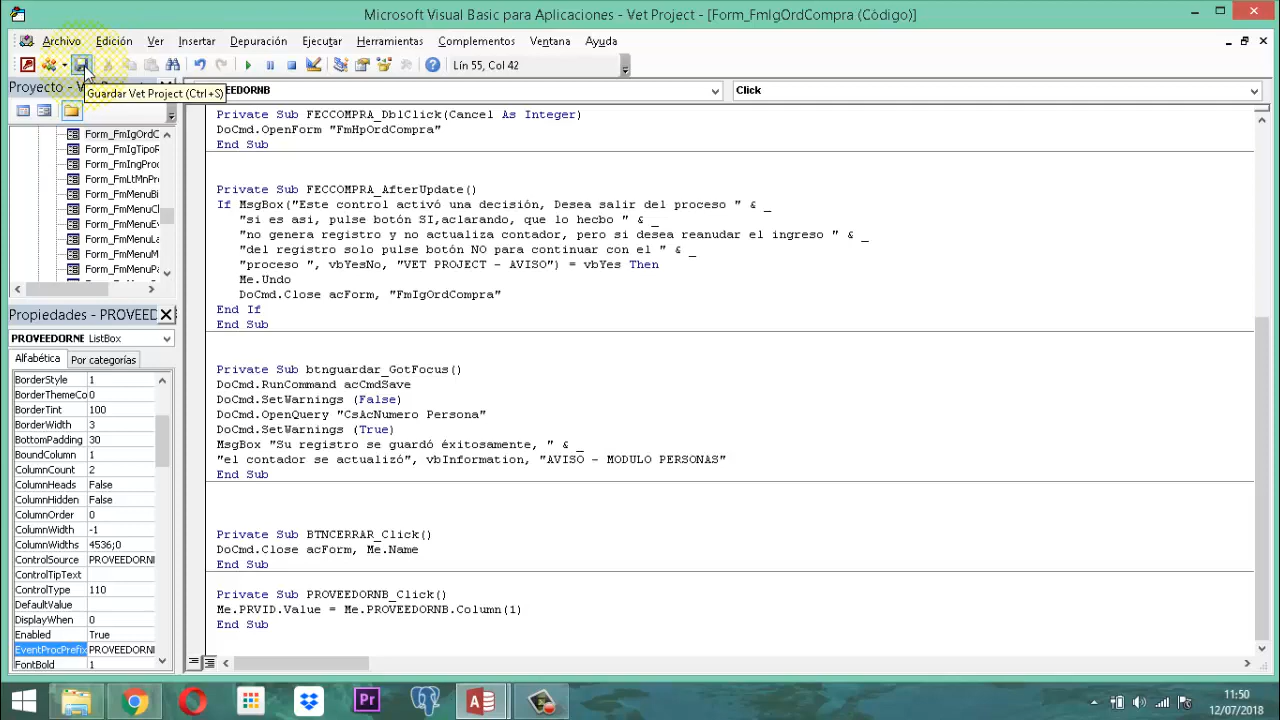 Microsoft Visual Basic para Aplicaciones - Vet Project - [Form_FmIgOrdCompra (Código)]
Archivo Edición Ver Insertar Depuración Ejecutar Herramientas Complementos Ventana Ayuda
Lín 55, Col 42
Proyecto - V
Guardar Vet Project (Ctrl+S)
EEDORNB
Click
Form_FmIgOrdC
Form_FmIgTipoR
Form_FmIngProc
Form_FmLtMnPr
Form_FmMenuBi
Form_FmMenuCl
Form_FmMenuEv
Form_FmMenuLa
Form_FmMenuM
Form_FmMenuPa
Private Sub FECCOMPRA_DblClick(Cancel As Integer)
DoCmd.OpenForm "FmHpOrdCompra"
End Sub
Private Sub FECCOMPRA_AfterUpdate()
If MsgBox("Este control activó una decisión, Desea salir del proceso " & _
"si es asi, pulse botón SI,aclarando, que lo hecho " & _
"no genera registro y no actualiza contador, pero si desea reanudar el ingreso " & _
"del registro solo pulse botón NO para continuar con el " & _
"proceso ", vbYesNo, "VET PROJECT - AVISO") = vbYes Then
Me.Undo
DoCmd.Close acForm, "FmIgOrdCompra"
End If
End Sub
Private Sub btnguardar_GotFocus()
DoCmd.RunCommand acCmdSave
DoCmd.SetWarnings (False)
DoCmd.OpenQuery "CsAcNumero Persona"
DoCmd.SetWarnings (True)
MsgBox "Su registro se guardó éxitosamente, " & _
"el contador se actualizó", vbInformation, "AVISO - MODULO PERSONAS"
End Sub
Private Sub BTNCERRAR_Click()
DoCmd.Close acForm, Me.Name
End Sub
Private Sub PROVEEDORNB_Click()
Me.PRVID.Value = Me.PROVEEDORNB.Column(1)
End Sub
Propiedades - PROVEED
PROVEEDORNE ListBox
Alfabética Por categorías
BorderStyle 1
BorderThemeCo 0
BorderTint 100
BorderWidth 3
BottomPadding 30
BoundColumn 1
ColumnCount 2
ColumnHeads False
ColumnHidden False
ColumnOrder 0
ColumnWidth -1
ColumnWidths 4536;0
ControlSource PROVEEDORN
ControlTipText
ControlType 110
DefaultValue
DisplayWhen 0
Enabled True
EventProcPrefix PROVEEDORN
FontBold 1
Pr
11:50
12/07/2018